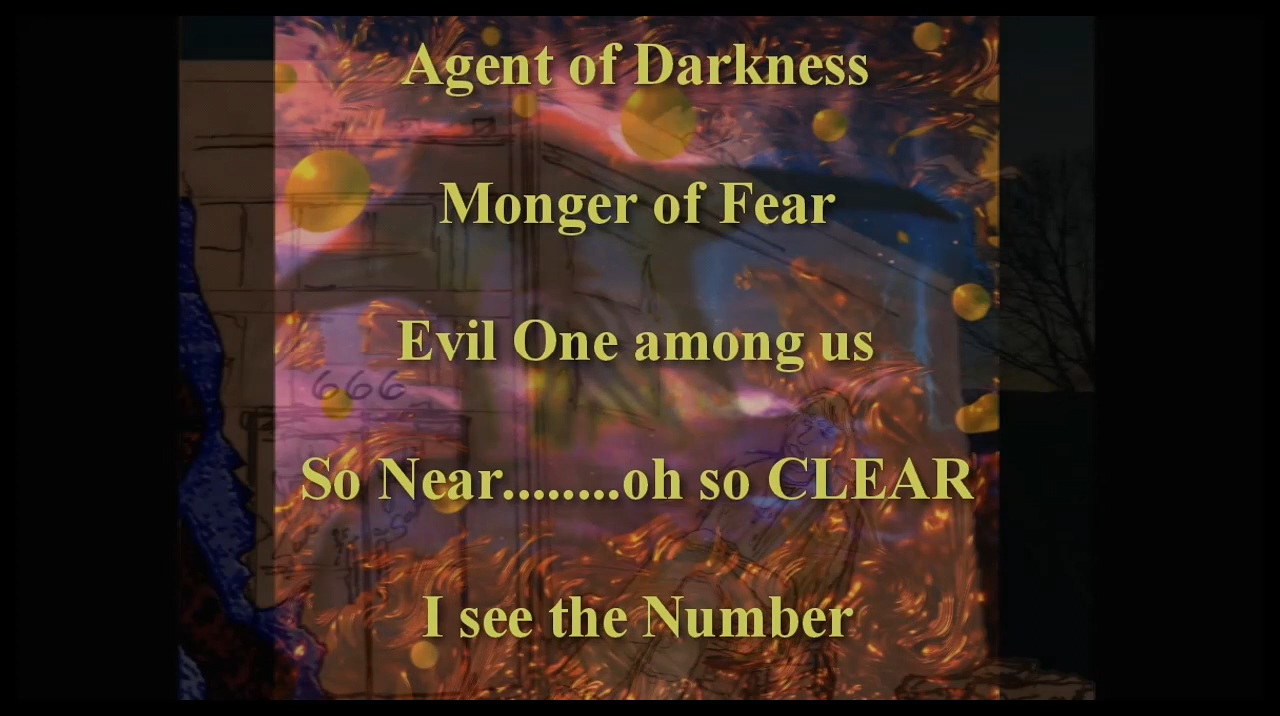 Agent of Darkness
Monger of Fear
Evil One among us
666
So Near........oh so CLEAR
I see the Number